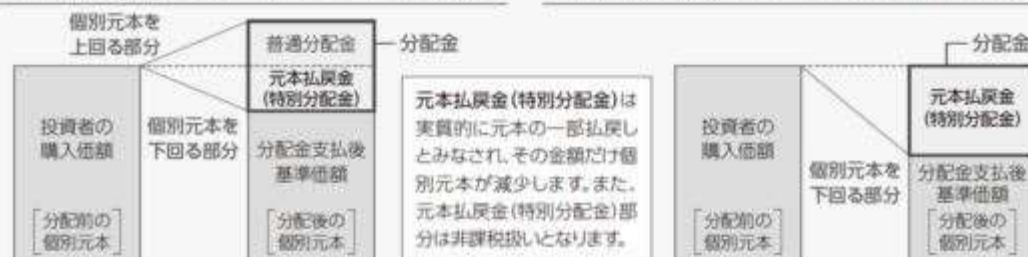 個別元本を
上回る部分
普通分配金
分配金
元本払戻金
(特別分配金)
投資者の
購入価額
個別元本を
下回る部分
分配金支払後
基準価額
[分配前の
個別元本]
[分配後の
個別元本]
元本払戻金(特別分配金)は
実質的に元本の一部払戻し
とみなされ、その金額だけ個
別元本が減少します。また、
元本払戻金(特別分配金)部
分は非課税扱いとなります。
分配金
元本払戻金
(特別分配金)
投資者の
購入価額
個別元本を
下回る部分
分配金支払後
基準価額
[分配前の
個別元本]
[分配後の
個別元本]